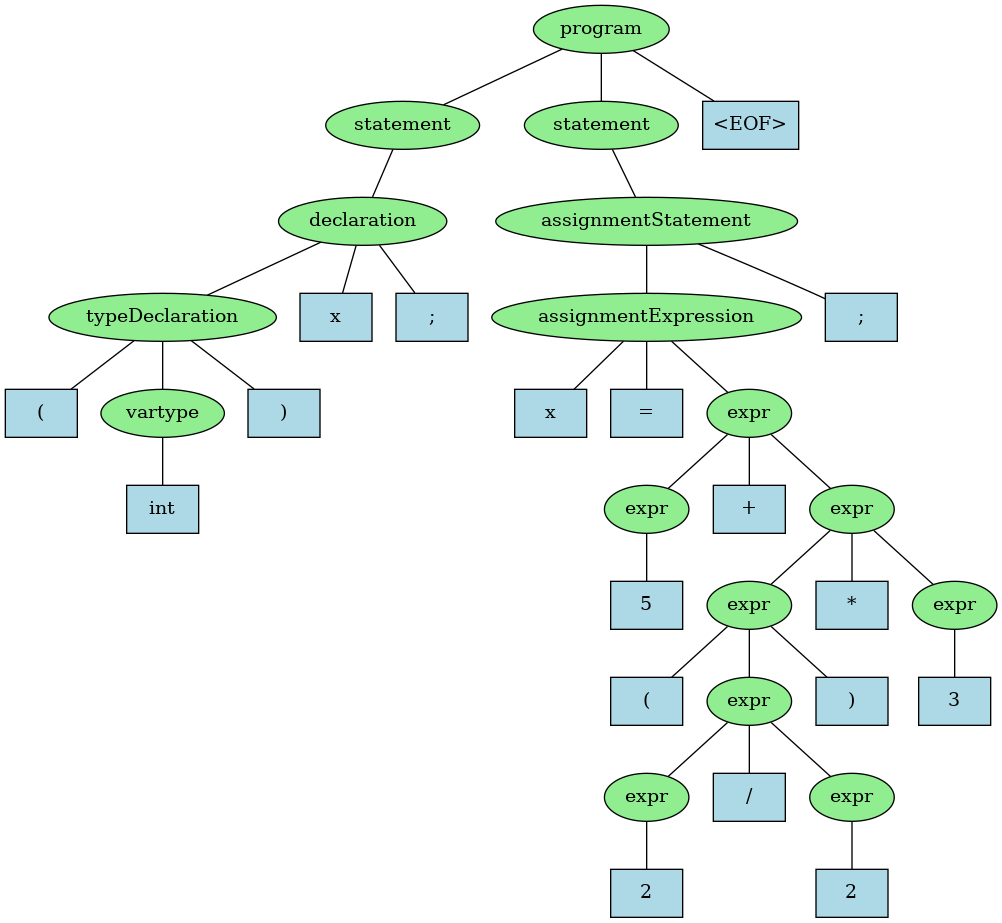 program
statement statement <EOF>
declaration assignmentStatement
typeDeclaration x ; assignmentExpression ;
( vartype ) x = expr
int expr + expr
5 expr * expr
( expr ) 3
expr / expr
2 2